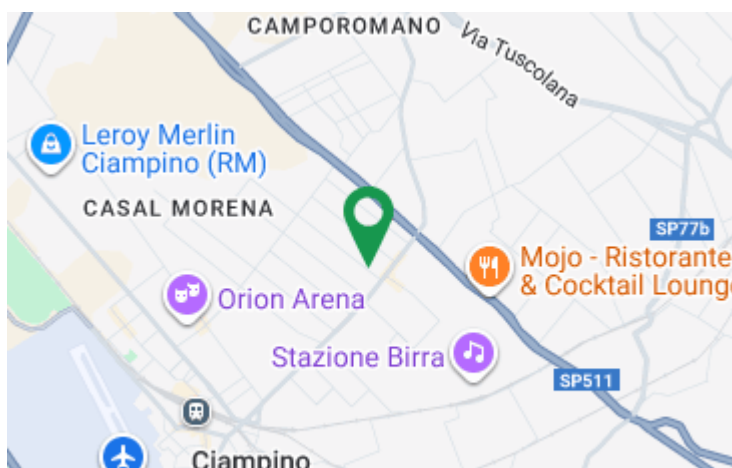 CAMPOROMANO
Via Tuscolana
Leroy Merlin
Ciampino (RM)
CASAL MORENA
SP77b
Mojo - Ristorante
& Cocktail Lounge
Orion Arena
Stazione Birra
SP511
Ciampino